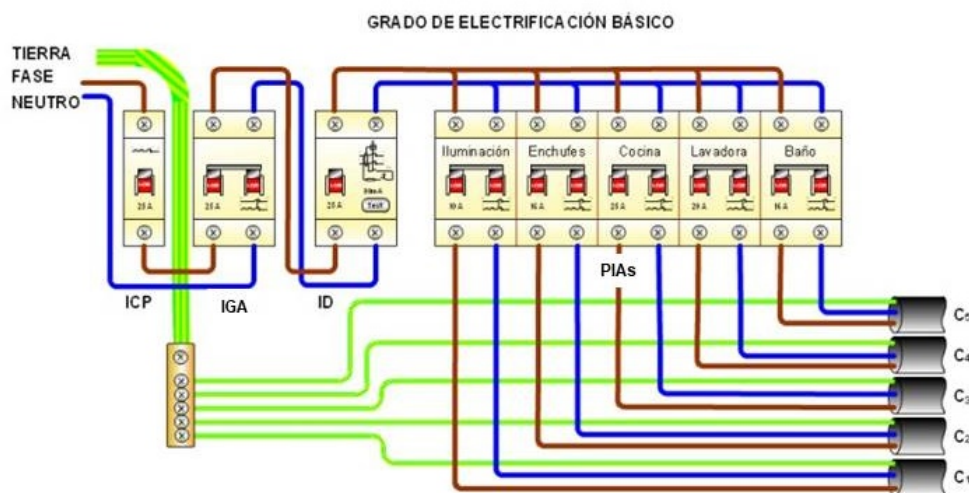 GRADO DE ELECTRIFICACIÓN BÁSICO
TIERRA
FASE
NEUTRO
Iluminación Enchufes Cocina Lavadora Baño
25 A 25 A 25 A 30mA Test 10 A 16 A 25 A 20 A 16 A
ICP IGA ID PIAs
C5
C4
C3
C2
C1